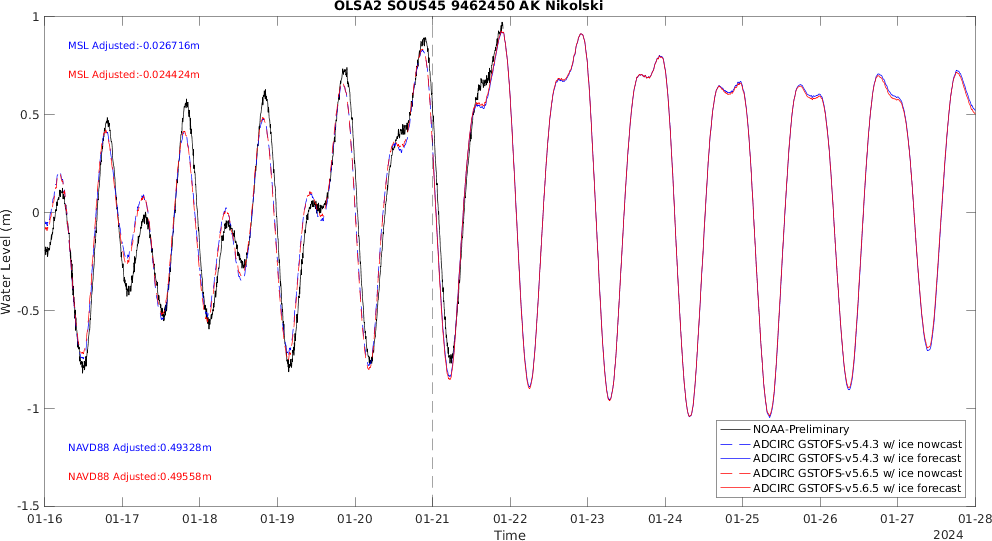 OLSA2 SOUS45 9462450 AK Nikolski
MSL Adjusted:-0.026716m
MSL Adjusted:-0.024424m
NAVD88 Adjusted:0.49328m
NAVD88 Adjusted:0.49558m
Water Level (m)
1
0.5
0
-0.5
-1
-1.5
NOAA-Preliminary
ADCIRC GSTOFS-v5.4.3 w/ ice nowcast
ADCIRC GSTOFS-v5.4.3 w/ ice forecast
ADCIRC GSTOFS-v5.6.5 w/ ice nowcast
ADCIRC GSTOFS-v5.6.5 w/ ice forecast
01-16 01-17 01-18 01-19 01-20 01-21 01-22 01-23 01-24 01-25 01-26 01-27 01-28
Time
2024